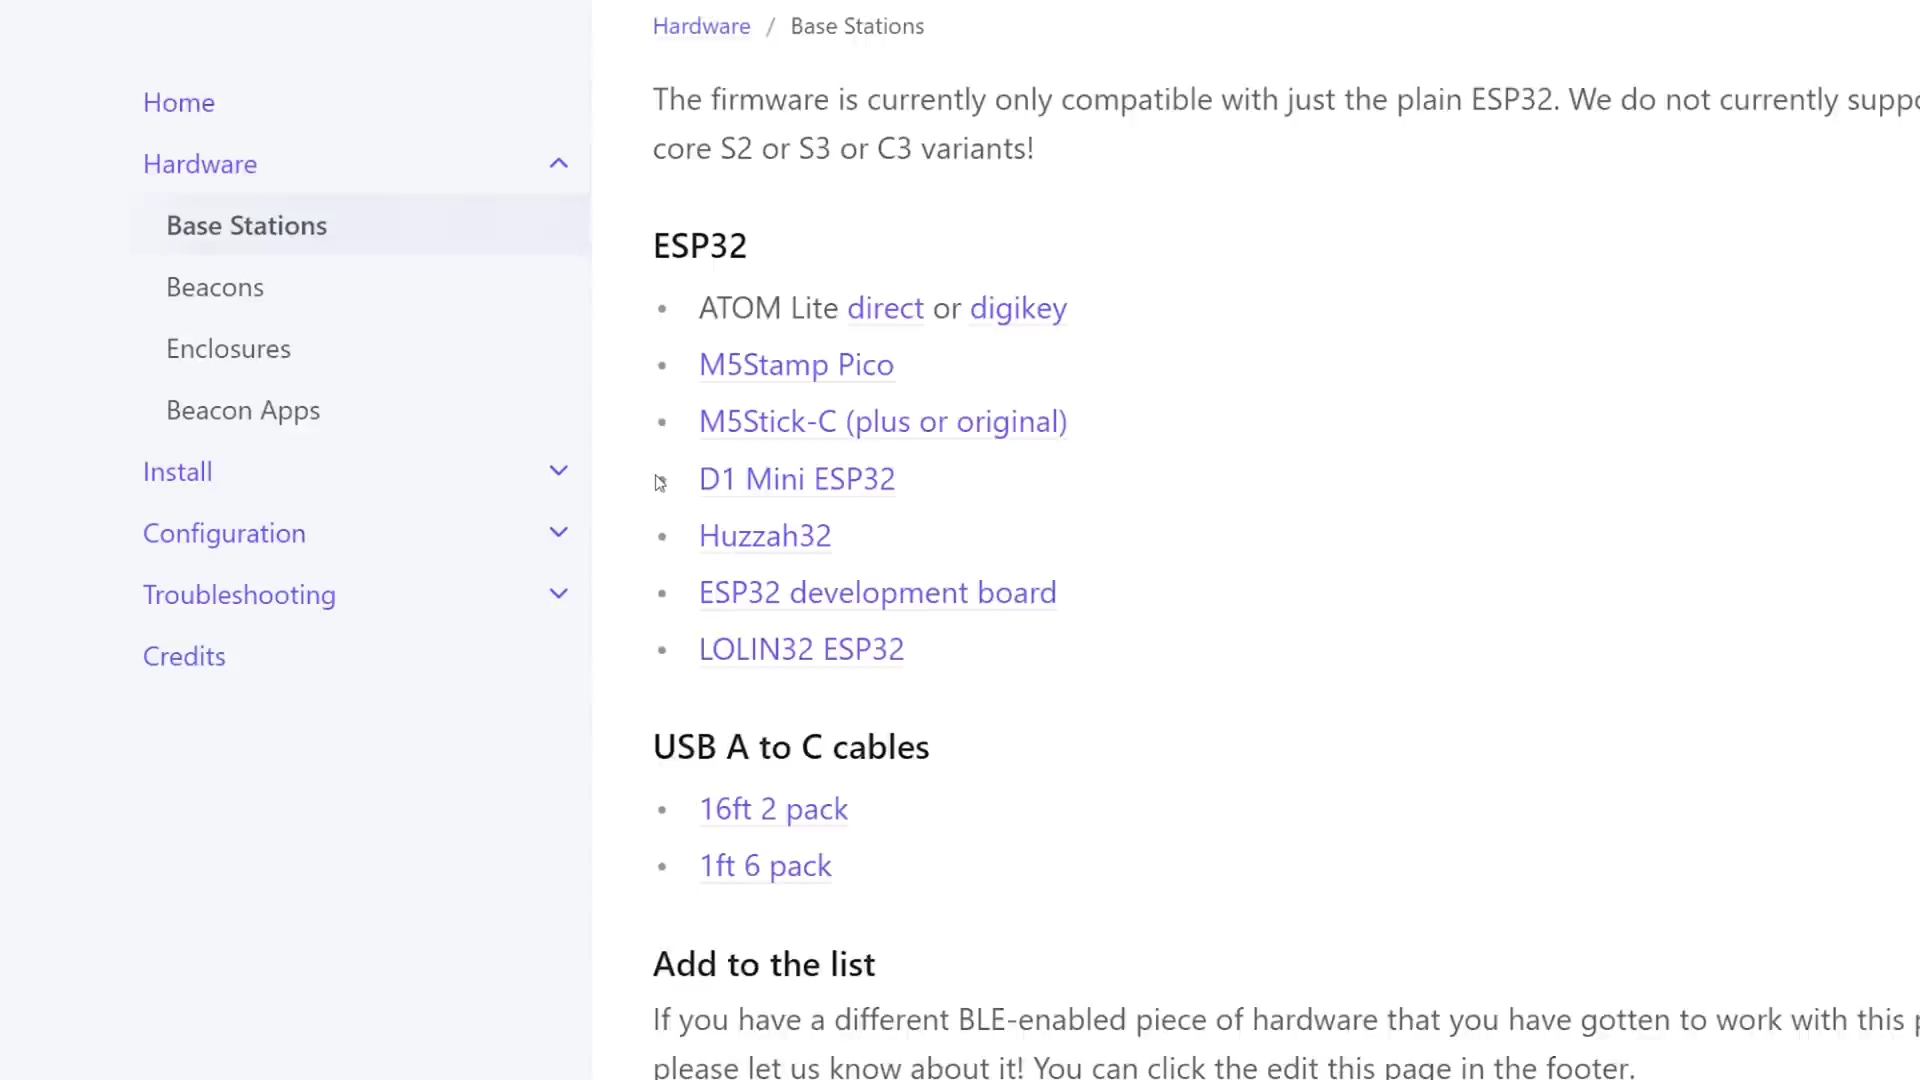 Home
Hardware
Base Stations
Beacons
Enclosures
Beacon Apps
Install
Configuration
Troubleshooting
Credits
Hardware / Base Stations
The firmware is currently only compatible with just the plain ESP32. We do not currently
core S2 or S3 or C3 variants!
ESP32
• ATOM Lite direct or digikey
• M5Stamp Pico
• M5Stick-C (plus or original)
D1 Mini ESP32
• Huzzah32
• ESP32 development board
• LOLIN32 ESP32
USB A to C cables
• 16ft 2 pack
• 1ft 6 pack
Add to the list
If you have a different BLE-enabled piece of hardware that you have gotten to work with this
please let us know about it! You can click the edit this page in the footer.